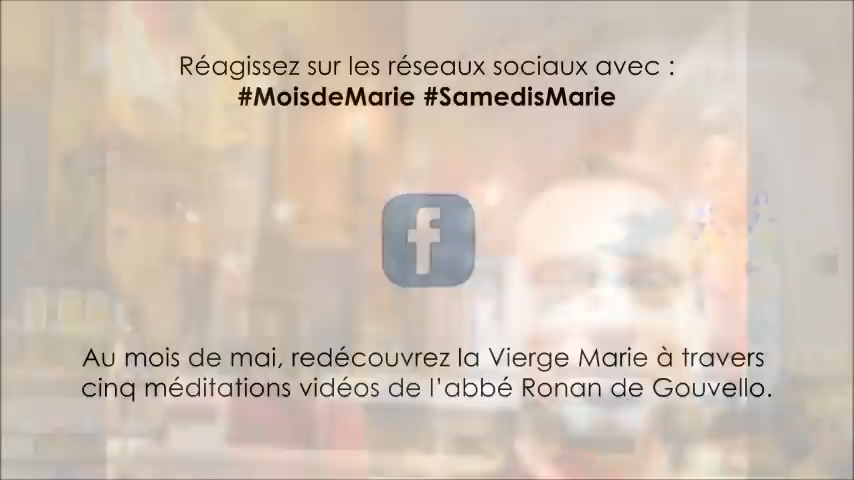 Réagissez sur les réseaux sociaux avec :
#MoisdeMarie #SamedisMarie
f
Au mois de mai, redécouvrez la Vierge Marie à travers
cinq méditations vidéos de l’abbé Ronan de Gouvello.